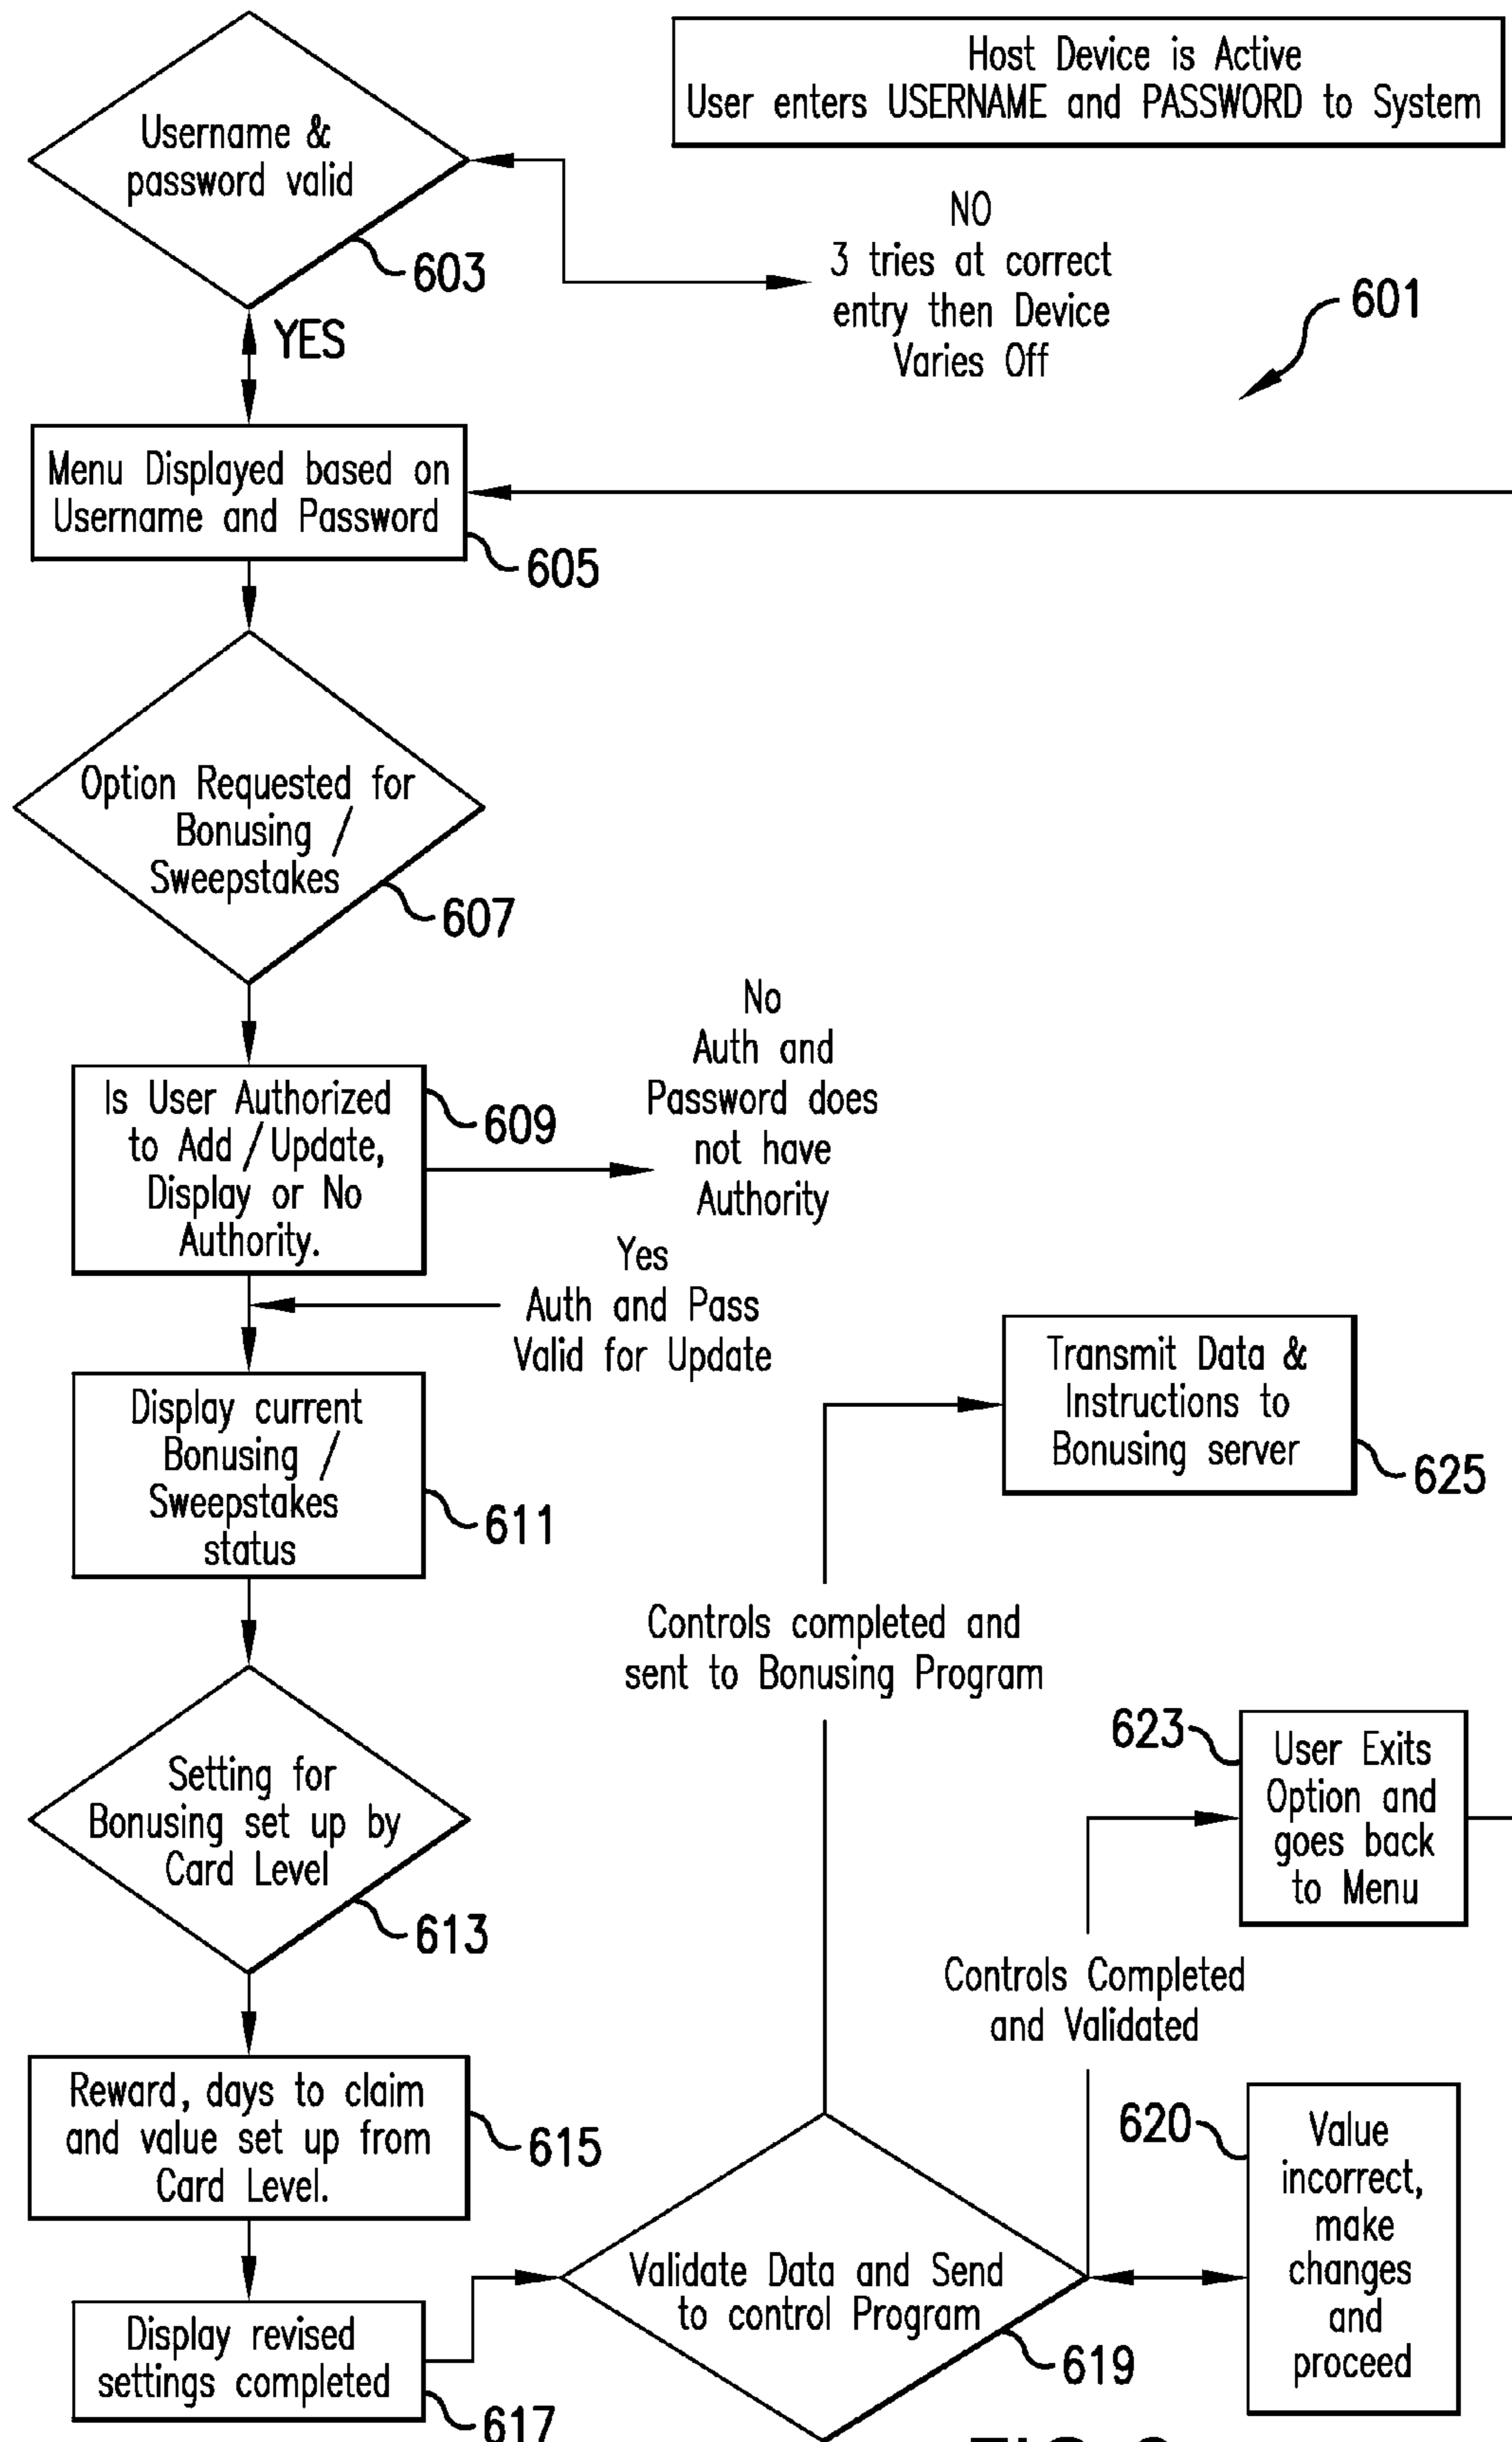 Host Device is Active
User enters USERNAME and PASSWORD to System
Username &
password valid
603
NO
3 tries at correct
entry then Device
Varies Off
601
YES
Menu Displayed based on
Username and Password
605
Option Requested for
Bonusing /
Sweepstakes
607
Is User Authorized
to Add / Update,
Display or No
Authority.
609
No
Auth and
Password does
not have
Authority
Yes
Auth and Pass
Valid for Update
Display current
Bonusing /
Sweepstakes
status
611
Transmit Data &
Instructions to
Bonusing server
625
Controls completed and
sent to Bonusing Program
Setting for
Bonusing set up by
Card Level
613
623
User Exits
Option and
goes back
to Menu
Controls Completed
and Validated
Reward, days to claim
and value set up from
Card Level.
615
620
Value
incorrect,
make
changes
and
proceed
Validate Data and Send
to control Program
619
Display revised
settings completed
617